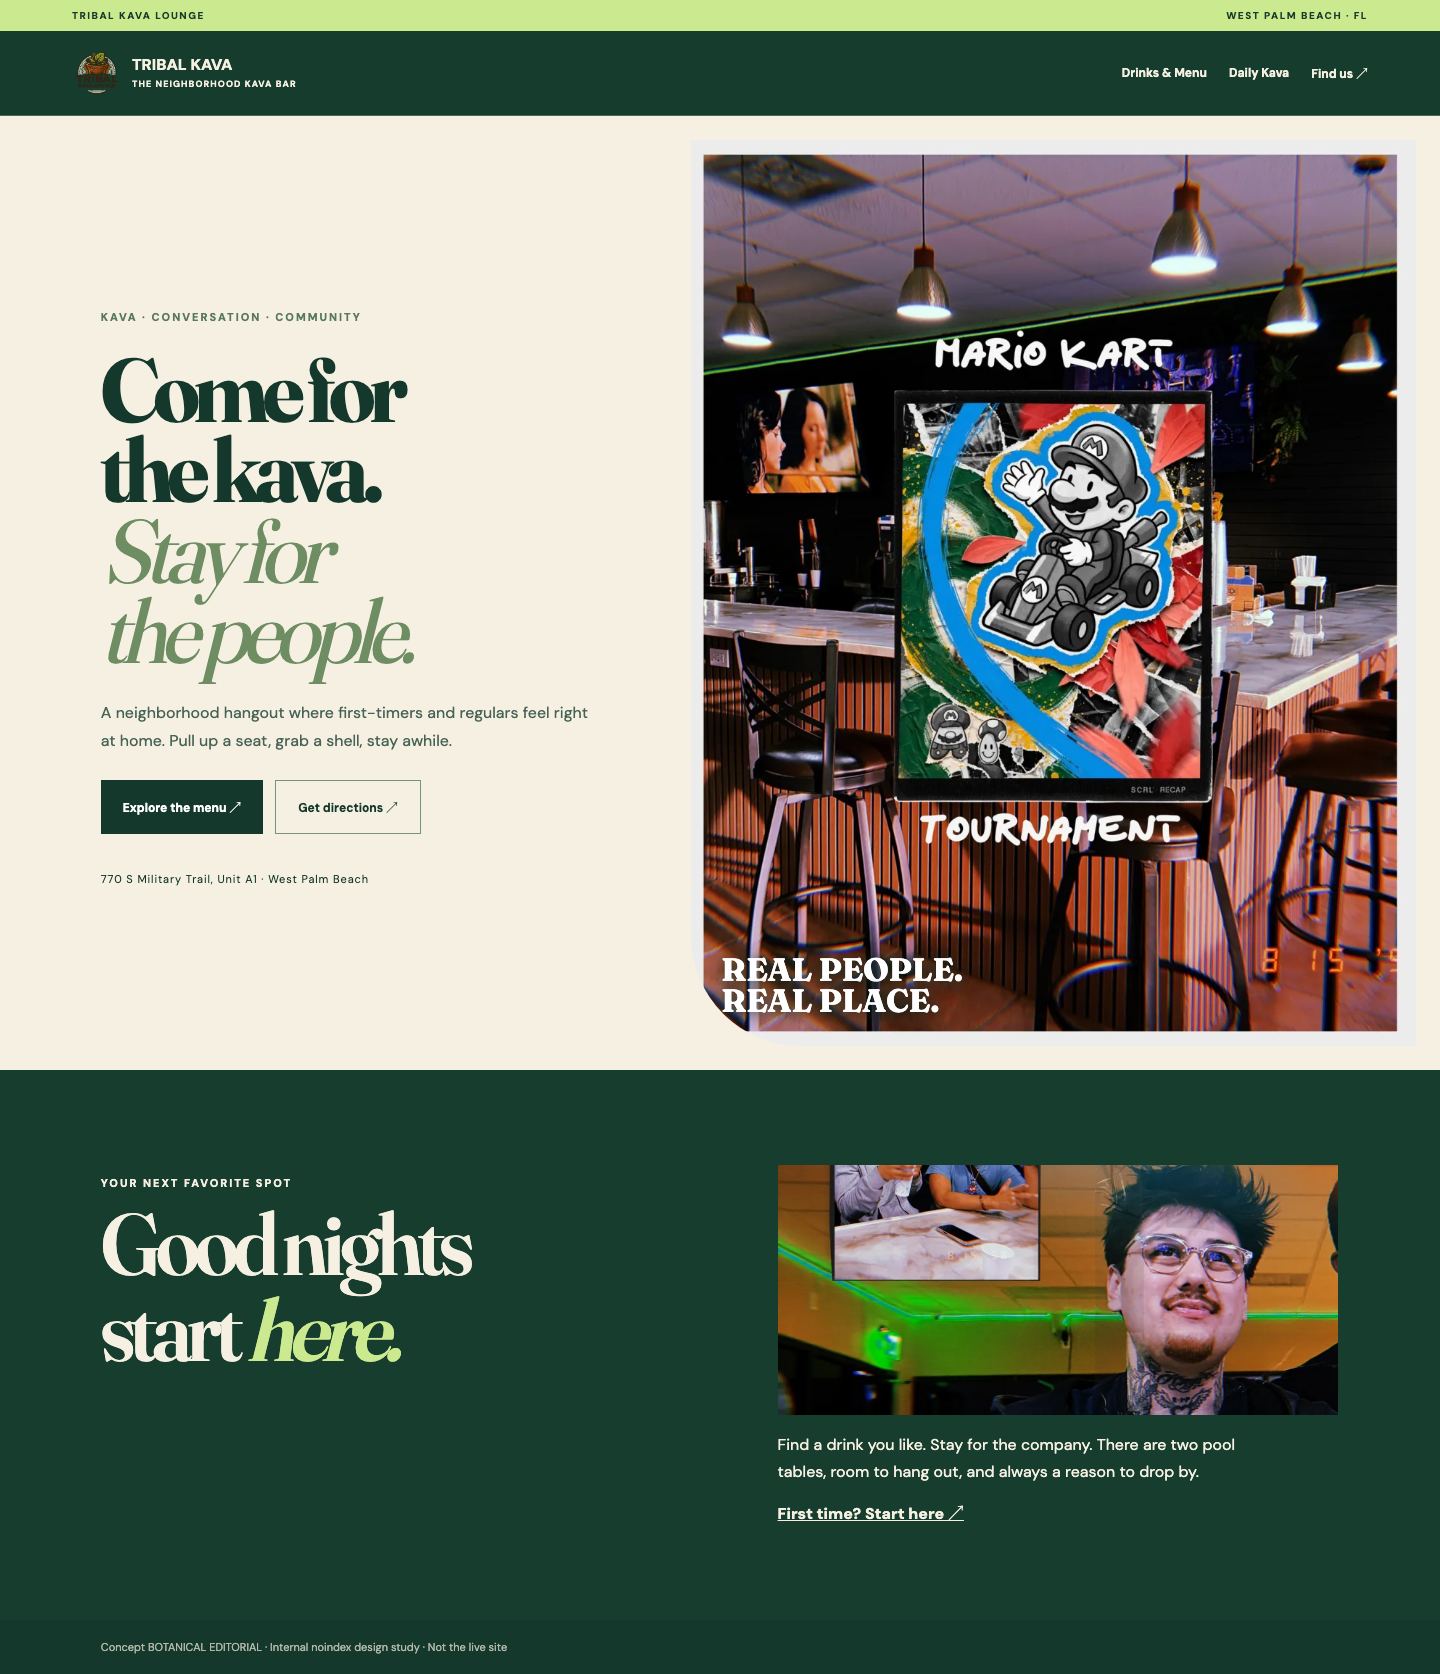 TRIBAL KAVA LOUNGE
WEST PALM BEACH · FL
TRIBAL KAVA
THE NEIGHBORHOOD KAVA BAR
Drinks & Menu
Daily Kava
Find us ↗
KAVA · CONVERSATION · COMMUNITY
Come for
the kava.
Stay for
the people.
A neighborhood hangout where first-timers and regulars feel right
at home. Pull up a seat, grab a shell, stay awhile.
Explore the menu ↗
Get directions ↗
770 S Military Trail, Unit A1 · West Palm Beach
MARIO KART
M
M
SCRL RECAP
TOURNAMENT
8 15 '9
REAL PEOPLE.
REAL PLACE.
YOUR NEXT FAVORITE SPOT
Good nights
start here.
Find a drink you like. Stay for the company. There are two pool
tables, room to hang out, and always a reason to drop by.
First time? Start here ↗
Concept BOTANICAL EDITORIAL · Internal noindex design study · Not the live site